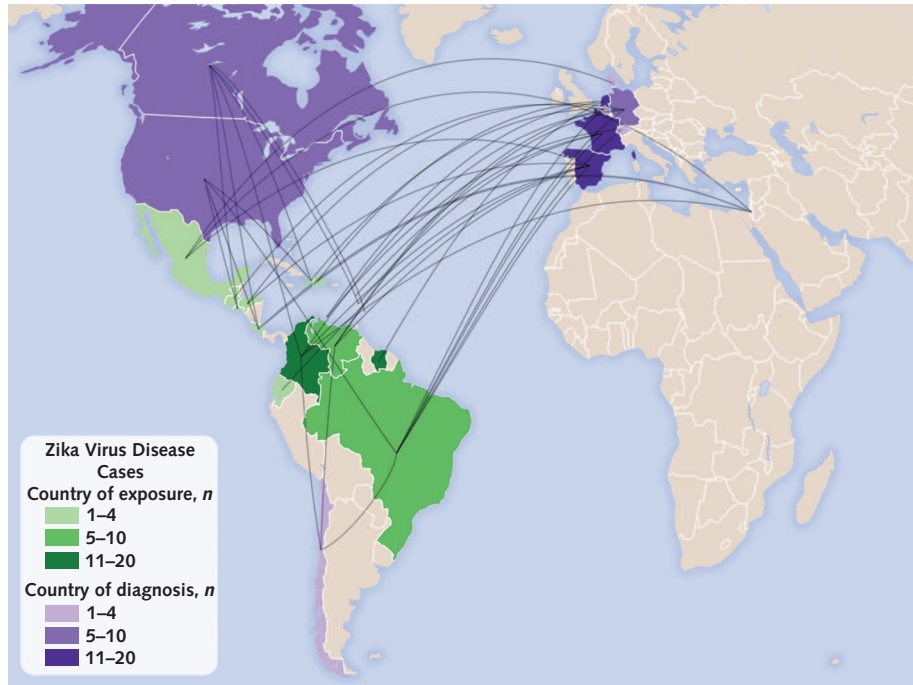 Zika Virus Disease
Cases
Country of exposure, n
1–4
5–10
11–20
Country of diagnosis, n
1–4
5–10
11–20